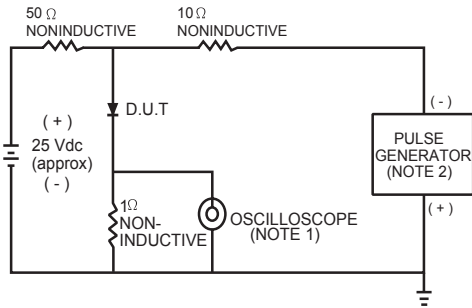 50 Ω
NONINDUCTIVE
10 Ω
NONINDUCTIVE
( + )
25 Vdc
(approx)
( - )
D.U.T
1Ω
NON-
INDUCTIVE
OSCILLOSCOPE
(NOTE 1)
( - )
PULSE
GENERATOR
(NOTE 2)
( + )